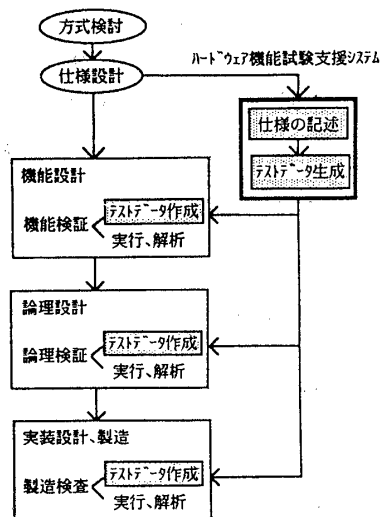 方式検討
仕様設計
ハードウェア機能試験支援システム
仕様の記述
テストデータ生成
機能設計
機能検証
テストデータ作成
実行、解析
論理設計
論理検証
テストデータ作成
実行、解析
実装設計、製造
製造検査
テストデータ作成
実行、解析